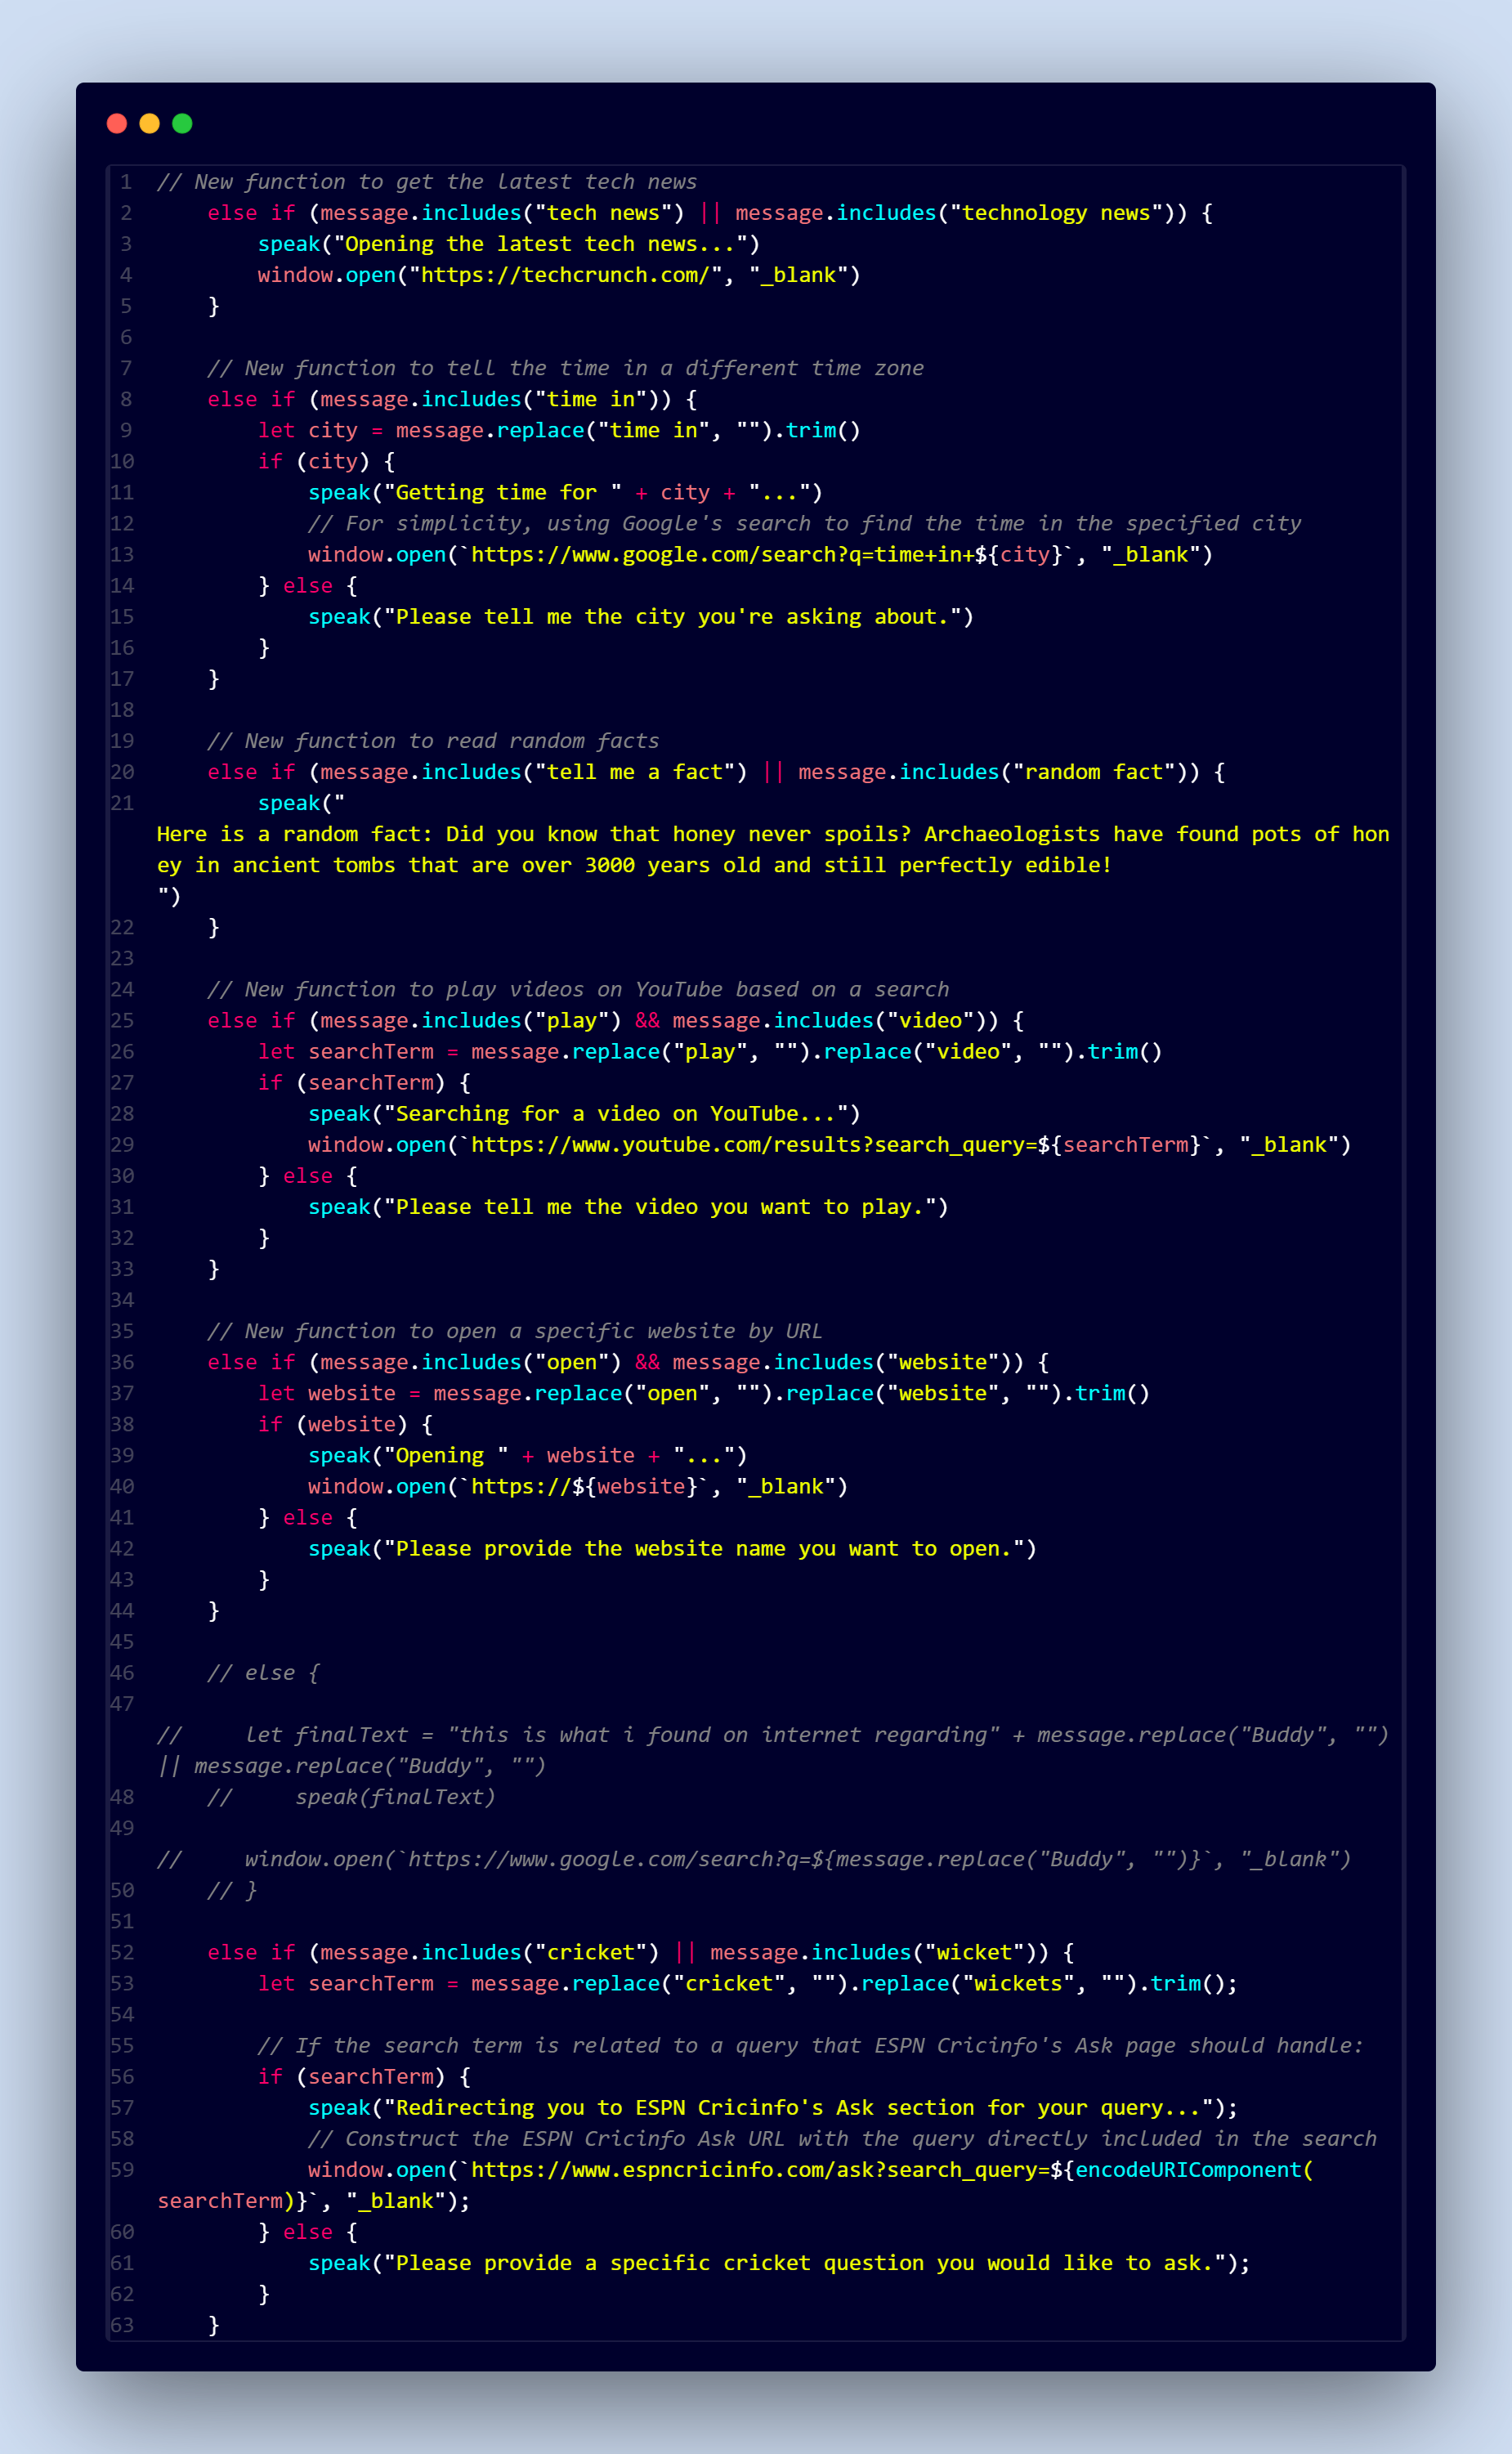 1 // New function to get the latest tech news
2     else if (message.includes("tech news") || message.includes("technology news")) {
3         speak("Opening the latest tech news...")
4         window.open("https://techcrunch.com/", "_blank")
5     }
6
7     // New function to tell the time in a different time zone
8     else if (message.includes("time in")) {
9         let city = message.replace("time in", "").trim()
10         if (city) {
11             speak("Getting time for " + city + "...")
12             // For simplicity, using Google's search to find the time in the specified city
13             window.open(`https://www.google.com/search?q=time+in+${city}`, "_blank")
14         } else {
15             speak("Please tell me the city you're asking about.")
16         }
17     }
18
19     // New function to read random facts
20     else if (message.includes("tell me a fact") || message.includes("random fact")) {
21         speak("
Here is a random fact: Did you know that honey never spoils? Archaeologists have found pots of hon
ey in ancient tombs that are over 3000 years old and still perfectly edible!
")
22     }
23
24     // New function to play videos on YouTube based on a search
25     else if (message.includes("play") && message.includes("video")) {
26         let searchTerm = message.replace("play", "").replace("video", "").trim()
27         if (searchTerm) {
28             speak("Searching for a video on YouTube...")
29             window.open(`https://www.youtube.com/results?search_query=${searchTerm}`, "_blank")
30         } else {
31             speak("Please tell me the video you want to play.")
32         }
33     }
34
35     // New function to open a specific website by URL
36     else if (message.includes("open") && message.includes("website")) {
37         let website = message.replace("open", "").replace("website", "").trim()
38         if (website) {
39             speak("Opening " + website + "...")
40             window.open(`https://${website}`, "_blank")
41         } else {
42             speak("Please provide the website name you want to open.")
43         }
44     }
45
46     // else {
47
//     let finalText = "this is what i found on internet regarding" + message.replace("Buddy", "")
|| message.replace("Buddy", "")
48     //     speak(finalText)
49
//     window.open(`https://www.google.com/search?q=${message.replace("Buddy", "")}`, "_blank")
50     // }
51
52     else if (message.includes("cricket") || message.includes("wicket")) {
53         let searchTerm = message.replace("cricket", "").replace("wickets", "").trim();
54
55         // If the search term is related to a query that ESPN Cricinfo's Ask page should handle:
56         if (searchTerm) {
57             speak("Redirecting you to ESPN Cricinfo's Ask section for your query...");
58             // Construct the ESPN Cricinfo Ask URL with the query directly included in the search
59             window.open(`https://www.espncricinfo.com/ask?search_query=${encodeURIComponent(
searchTerm)}`, "_blank");
60         } else {
61             speak("Please provide a specific cricket question you would like to ask.");
62         }
63     }